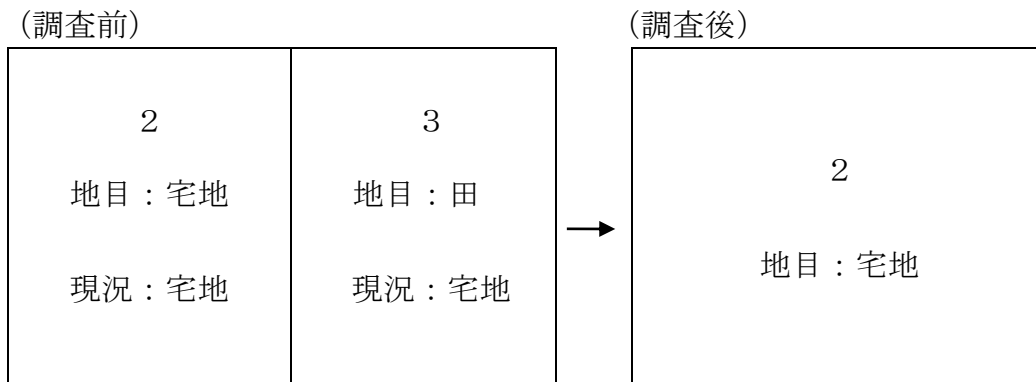 （調査前）
２
地目：宅地
現況：宅地
３
地目：田
現況：宅地
（調査後）
２
地目：宅地